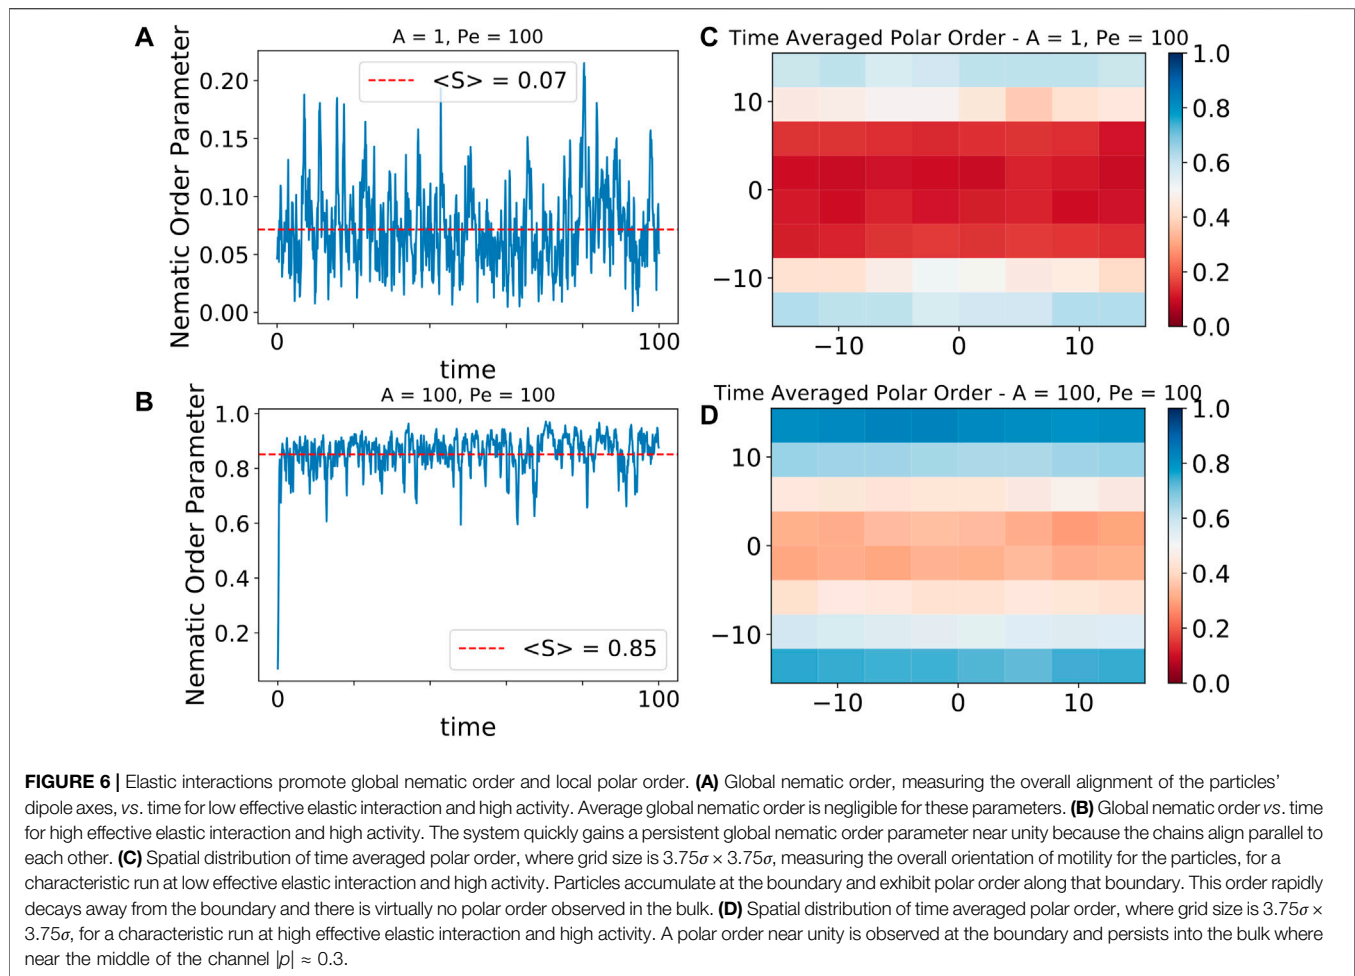 A
A = 1, Pe = 100
Nematic Order Parameter
0.20
0.15
0.10
0.05
0.00
<S> = 0.07
0
100
time
C
Time Averaged Polar Order - A = 1, Pe = 100
10
0
−10
−10
0
10
1.0
0.8
0.6
0.4
0.2
0.0
B
A = 100, Pe = 100
Nematic Order Parameter
1.0
0.8
0.6
0.4
0.2
<S> = 0.85
0
100
time
D
Time Averaged Polar Order - A = 100, Pe = 100
10
0
−10
−10
0
10
1.0
0.8
0.6
0.4
0.2
0.0
FIGURE 6 | Elastic interactions promote global nematic order and local polar order. (A) Global nematic order, measuring the overall alignment of the particles’
dipole axes, vs. time for low effective elastic interaction and high activity. Average global nematic order is negligible for these parameters. (B) Global nematic order vs. time
for high effective elastic interaction and high activity. The system quickly gains a persistent global nematic order parameter near unity because the chains align parallel to
each other. (C) Spatial distribution of time averaged polar order, where grid size is 3.75σ × 3.75σ, measuring the overall orientation of motility for the particles, for a
characteristic run at low effective elastic interaction and high activity. Particles accumulate at the boundary and exhibit polar order along that boundary. This order rapidly
decays away from the boundary and there is virtually no polar order observed in the bulk. (D) Spatial distribution of time averaged polar order, where grid size is 3.75σ ×
3.75σ, for a characteristic run at high effective elastic interaction and high activity. A polar order near unity is observed at the boundary and persists into the bulk where
near the middle of the channel |p| ≈ 0.3.